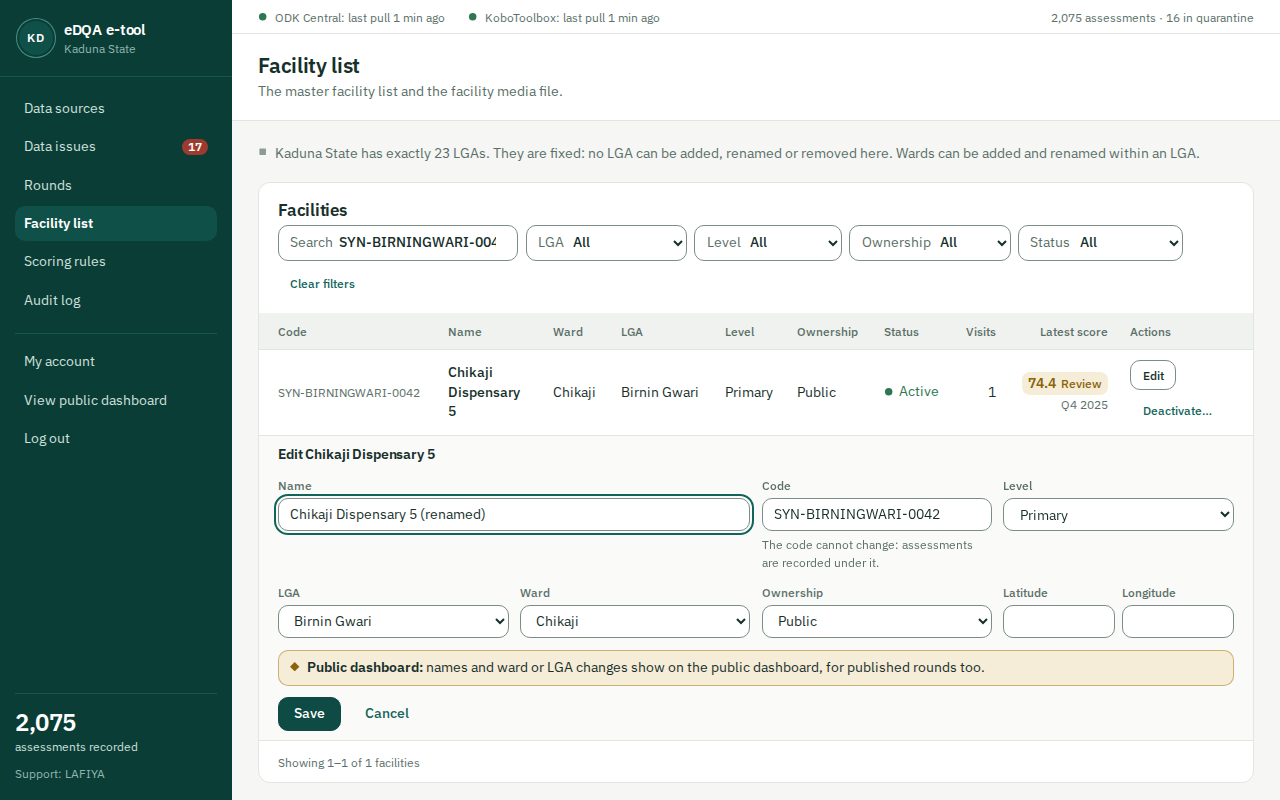 KD
eDQA e-tool
Kaduna State
Data sources
Data issues 17
Rounds
Facility list
Scoring rules
Audit log
My account
View public dashboard
Log out
2,075
assessments recorded
Support: LAFIYA
ODK Central: last pull 1 min ago KoboToolbox: last pull 1 min ago 2,075 assessments · 16 in quarantine
Facility list
The master facility list and the facility media file.
Kaduna State has exactly 23 LGAs. They are fixed: no LGA can be added, renamed or removed here. Wards can be added and renamed within an LGA.
Facilities
Search SYN-BIRNINGWARI-004 LGA All Level All Ownership All Status All
Clear filters
Code Name Ward LGA Level Ownership Status Visits Latest score Actions
SYN-BIRNINGWARI-0042 Chikaji Dispensary 5 Chikaji Birnin Gwari Primary Public Active 1 74.4 Review Q4 2025 Edit Deactivate...
Edit Chikaji Dispensary 5
Name Code Level
Chikaji Dispensary 5 (renamed) SYN-BIRNINGWARI-0042 Primary
The code cannot change: assessments
are recorded under it.
LGA Ward Ownership Latitude Longitude
Birnin Gwari Chikaji Public
Public dashboard: names and ward or LGA changes show on the public dashboard, for published rounds too.
Save Cancel
Showing 1–1 of 1 facilities